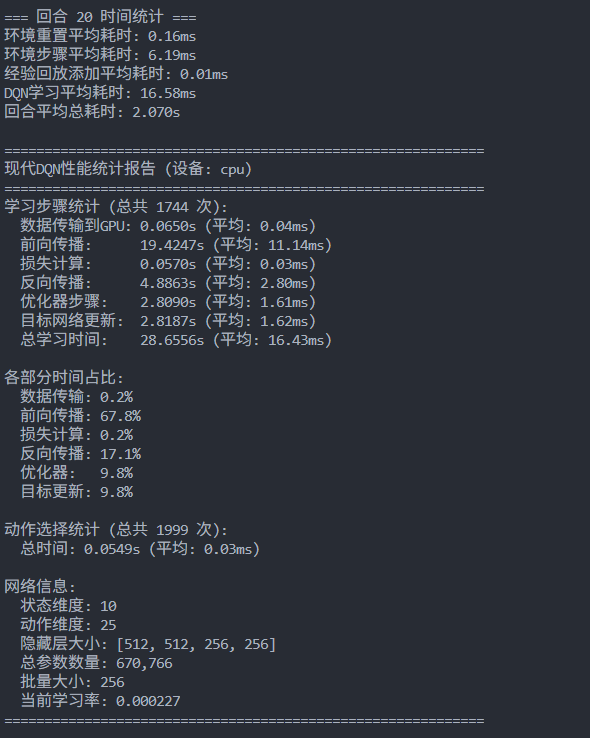 === 回合 20 时间统计 ===
环境重置平均耗时: 0.16ms
环境步骤平均耗时: 6.19ms
经验回放添加平均耗时: 0.01ms
DQN学习平均耗时: 16.58ms
回合平均总耗时: 2.070s
============================================================
现代DQN性能统计报告 (设备: cpu)
============================================================
学习步骤统计 (总共 1744 次):
数据传输到GPU: 0.0650s (平均: 0.04ms)
前向传播: 19.4247s (平均: 11.14ms)
损失计算: 0.0570s (平均: 0.03ms)
反向传播: 4.8863s (平均: 2.80ms)
优化器步骤: 2.8090s (平均: 1.61ms)
目标网络更新: 2.8187s (平均: 1.62ms)
总学习时间: 28.6556s (平均: 16.43ms)
各部分时间占比:
数据传输: 0.2%
前向传播: 67.8%
损失计算: 0.2%
反向传播: 17.1%
优化器: 9.8%
目标更新: 9.8%
动作选择统计 (总共 1999 次):
总时间: 0.0549s (平均: 0.03ms)
网络信息:
状态维度: 10
动作维度: 25
隐藏层大小: [512, 512, 256, 256]
总参数数量: 670,766
批量大小: 256
当前学习率: 0.000227
============================================================